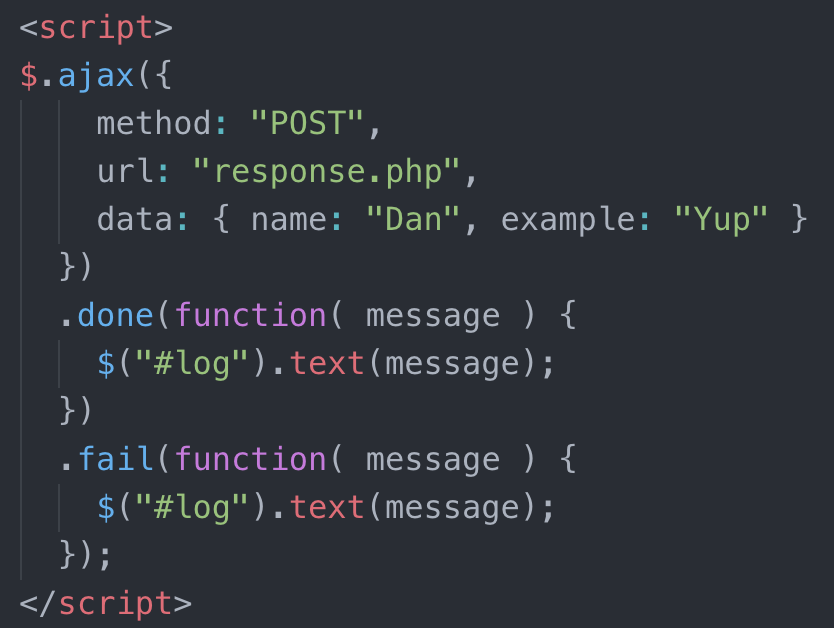 <script>
$.ajax({
    method: "POST",
    url: "response.php",
    data: { name: "Dan", example: "Yup" }
  })
  .done(function( message ) {
    $("#log").text(message);
  })
  .fail(function( message ) {
    $("#log").text(message);
  });
</script>